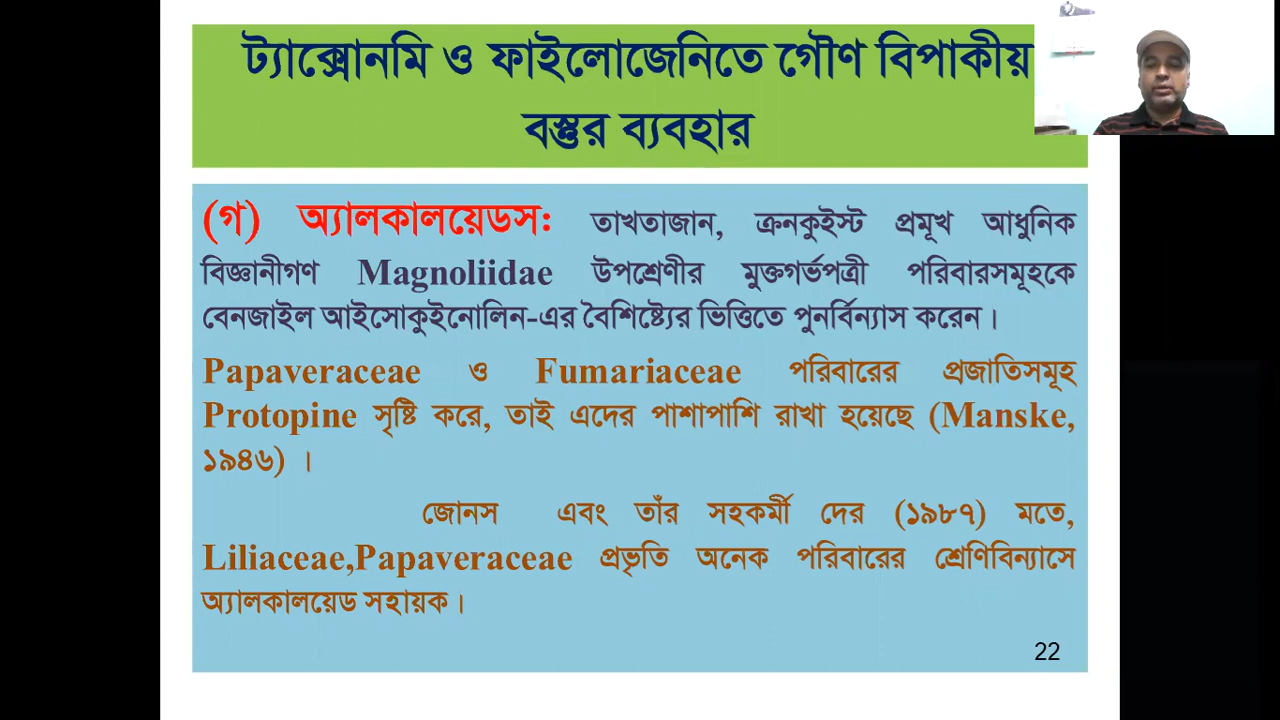 ট্যাক্সোনমি ও ফাইলোজেনিতে গৌণ বিপাকীয়
বস্তুর ব্যবহার
(গ) অ্যালকালয়েডস: তাখতাজান, ক্রনকুইস্ট প্রমূখ আধুনিক
বিজ্ঞানীগণ Magnoliidae উপশ্রেণীর মুক্তগর্ভপত্রী পরিবারসমূহকে
বেনজাইল আইসোকুইনোলিন-এর বৈশিষ্ট্যের ভিত্তিতে পুনর্বিন্যাস করেন।
Papaveraceae ও Fumariaceae পরিবারের প্রজাতিসমূহ
Protopine সৃষ্টি করে, তাই এদের পাশাপাশি রাখা হয়েছে (Manske,
১৯৪৬) ।
জোনস এবং তাঁর সহকর্মী দের (১৯৮৭) মতে,
Liliaceae,Papaveraceae প্রভৃতি অনেক পরিবারের শ্রেণিবিন্যাসে
অ্যালকালয়েড সহায়ক।
22